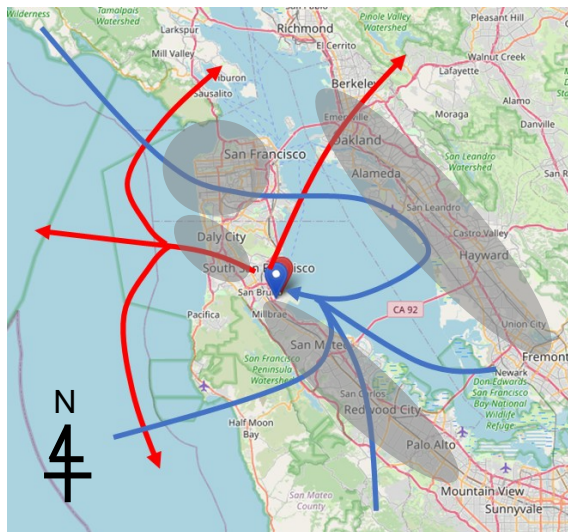 Wilderness
Tamalpais
Watershed
Larkspur
Mill Valley
Tiburon
Sausalito
Richmond
El Cerrito
Pinole Valley
Watershed
Pleasant Hill
Walnut Creek
Lafayette
Berkeley
Alamo
Emeryville
Moraga
Danville
Oakland
San Francisco
San Leandro
Watershed
Alameda
San Leandro
Daly City
Castro Valley
Hayward
South San Francisco
San Bruno
Pacifica
Millbrae
CA 92
Union City
San Mateo
Fremont
San Francisco
Peninsula
Watershed
Newark
Don Edwards
San Francisco
Bay National
Wildlife
Refuge
San Carlos
Redwood City
N
Half Moon
Bay
Palo Alto
San Mateo
County
Mountain View
Sunnyvale